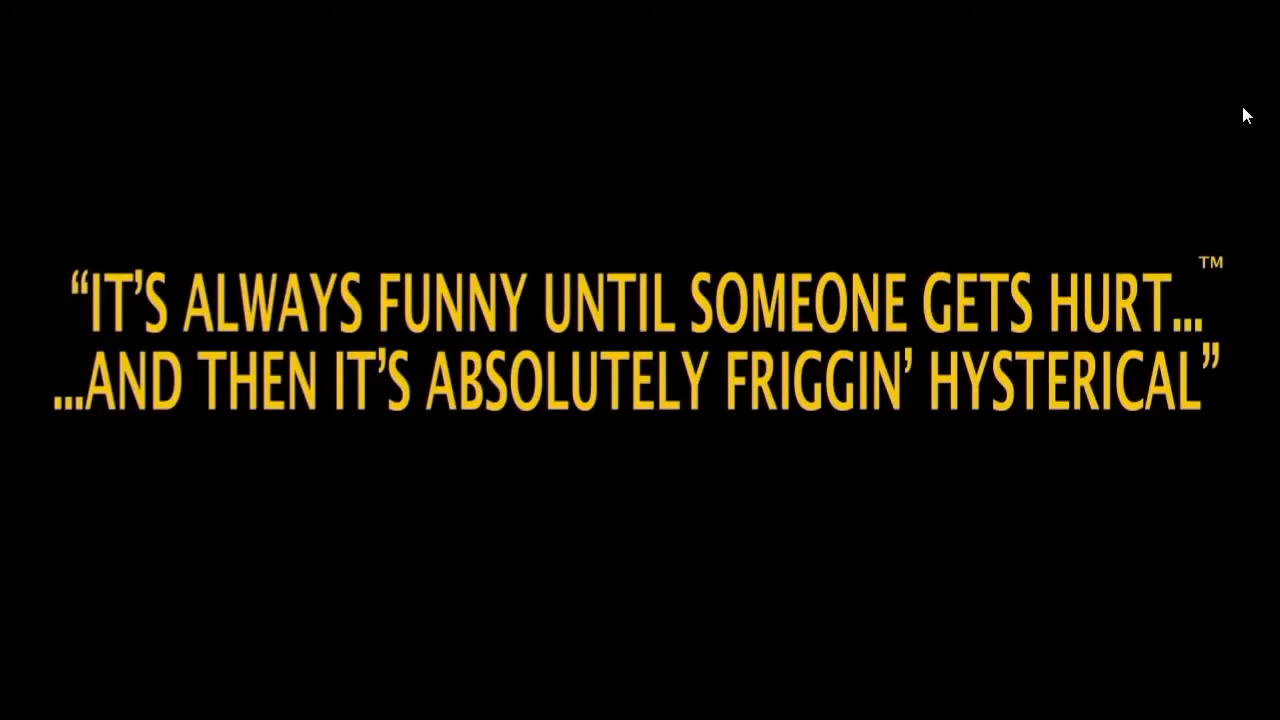 “IT’S ALWAYS FUNNY UNTIL SOMEONE GETS HURT...™
...AND THEN IT’S ABSOLUTELY FRIGGIN’ HYSTERICAL”